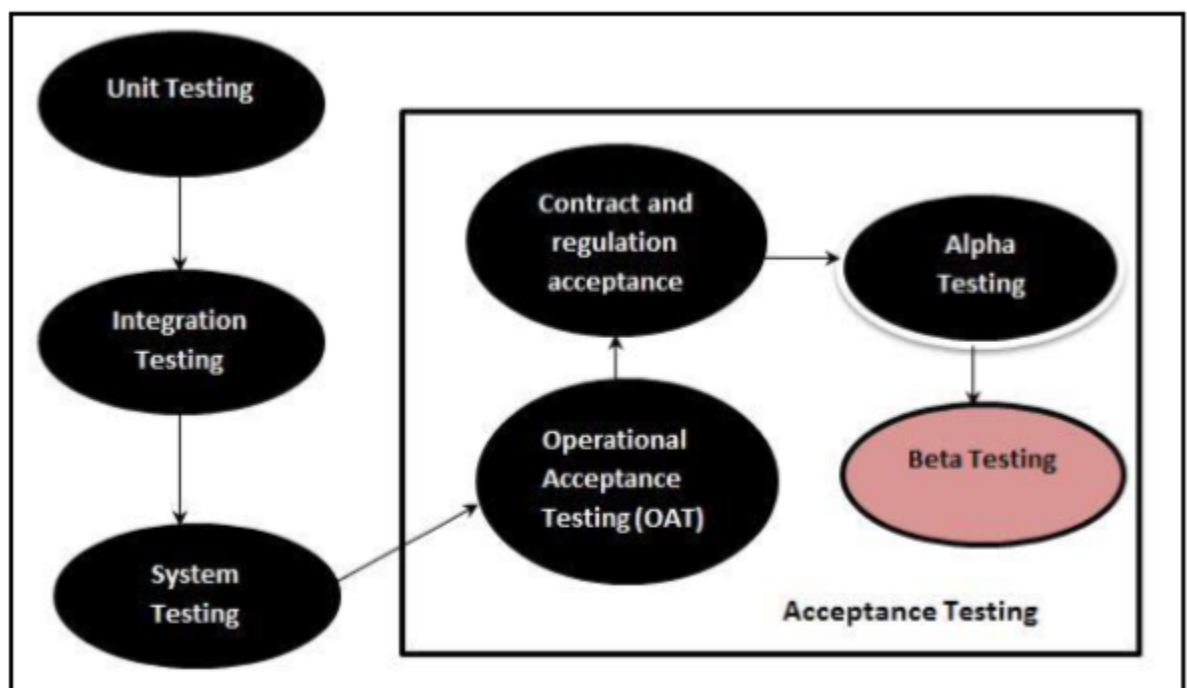 Unit Testing
Integration
Testing
System
Testing
Operational
Acceptance
Testing (OAT)
Contract and
regulation
acceptance
Alpha
Testing
Beta Testing
Acceptance Testing